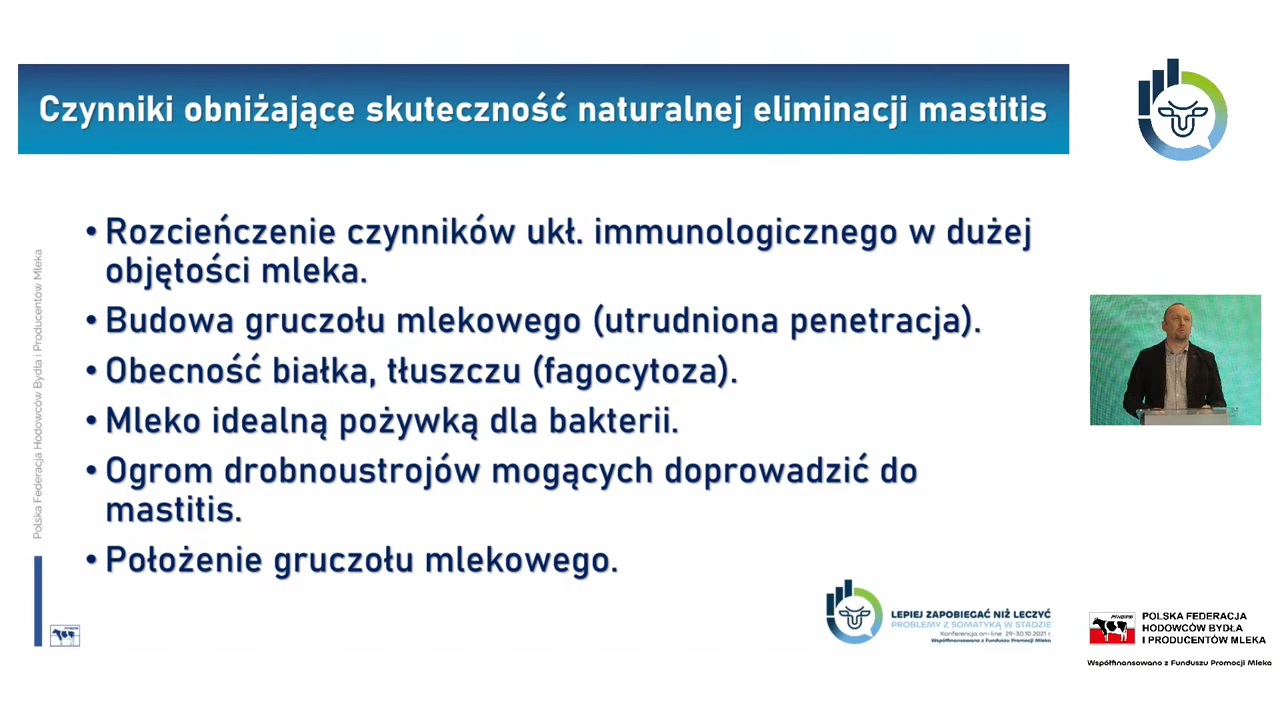 Czynniki obniżające skuteczność naturalnej eliminacji mastitis
• Rozcieńczenie czynników ukł. immunologicznego w dużej
objętości mleka.
• Budowa gruczołu mlekowego (utrudniona penetracja).
• Obecność białka, tłuszczu (fagocytoza).
• Mleko idealną pożywką dla bakterii.
• Ogrom drobnoustrojów mogących doprowadzić do
mastitis.
• Położenie gruczołu mlekowego.
Polska Federacja Hodowców Bydła i Producentów Mleka
LEPIEJ ZAPOBIEGAĆ NIŻ LECZYĆ
PROBLEMY Z SOMATYKĄ W STADZIE
Konferencja on-line 29-30.10.2021 r.
Współfinansowano z Funduszu Promocji Mleka
POLSKA FEDERACJA
HODOWCÓW BYDŁA
I PRODUCENTÓW MLEKA
Współfinansowano z Funduszu Promocji Mleka